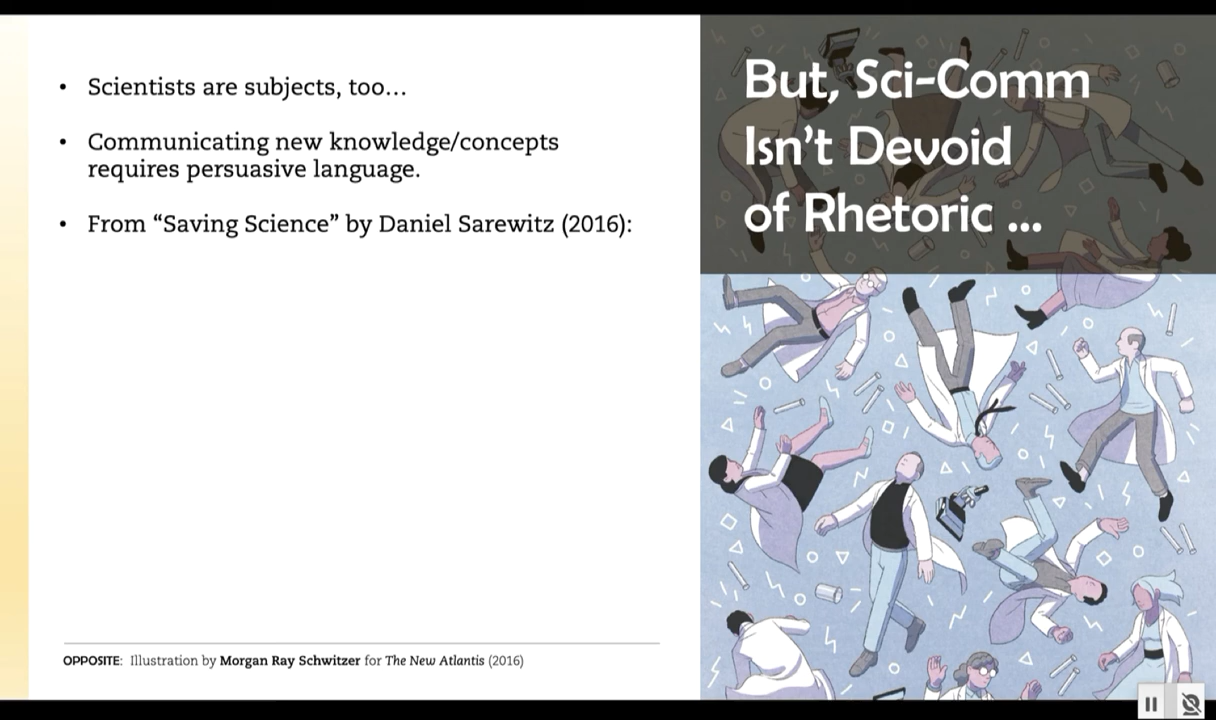 But, Sci-Comm
Isn't Devoid
of Rhetoric ...
• Scientists are subjects, too…
• Communicating new knowledge/concepts
requires persuasive language.
• From “Saving Science” by Daniel Sarewitz (2016):
OPPOSITE: Illustration by Morgan Ray Schwitzer for The New Atlantis (2016)